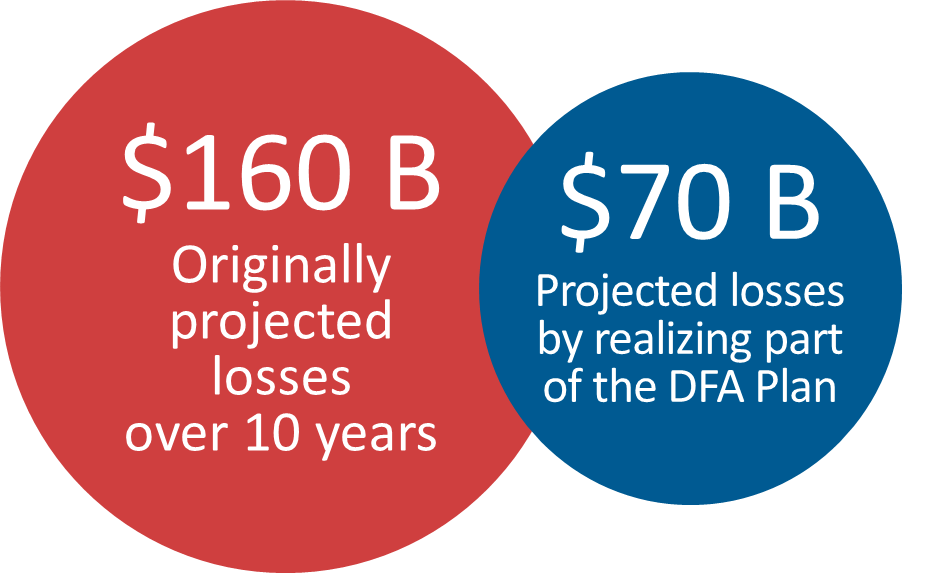 $160 B
Originally
projected
losses
over 10 years
$70 B
Projected losses
by realizing part
of the DFA Plan